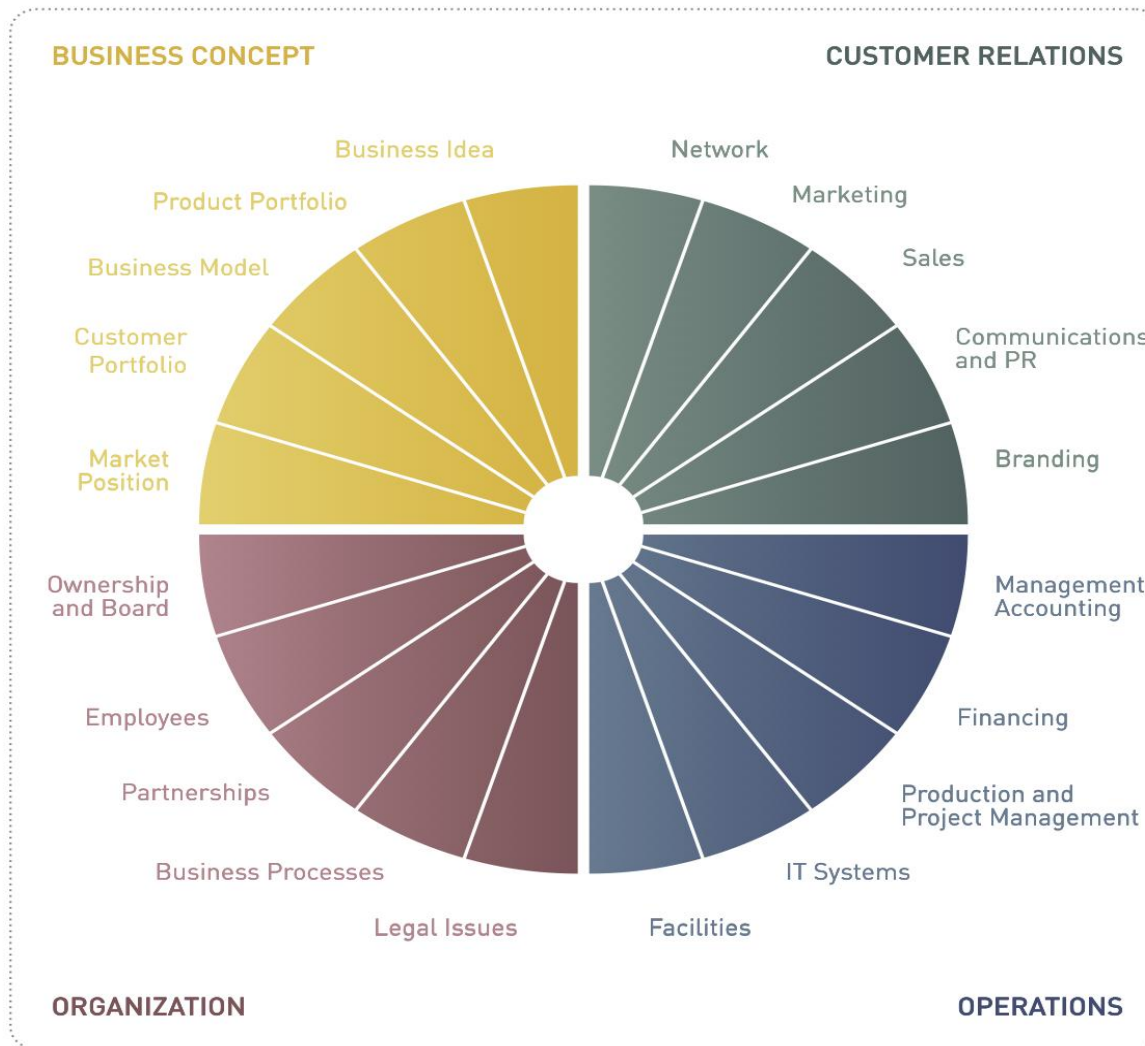 BUSINESS CONCEPT
CUSTOMER RELATIONS
Business Idea
Product Portfolio
Business Model
Customer
Portfolio
Market
Position
Network
Marketing
Sales
Communications
and PR
Branding
Ownership
and Board
Employees
Partnerships
Business Processes
Legal Issues
Management
Accounting
Financing
Production and
Project Management
IT Systems
Facilities
ORGANIZATION
OPERATIONS